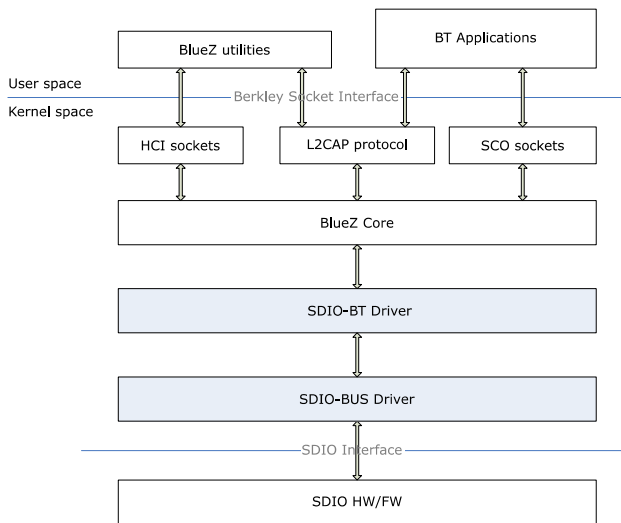 BlueZ utilities
BT Applications
User space
Berkley Socket Interface
Kernel space
HCI sockets
L2CAP protocol
SCO sockets
BlueZ Core
SDIO-BT Driver
SDIO-BUS Driver
SDIO Interface
SDIO HW/FW